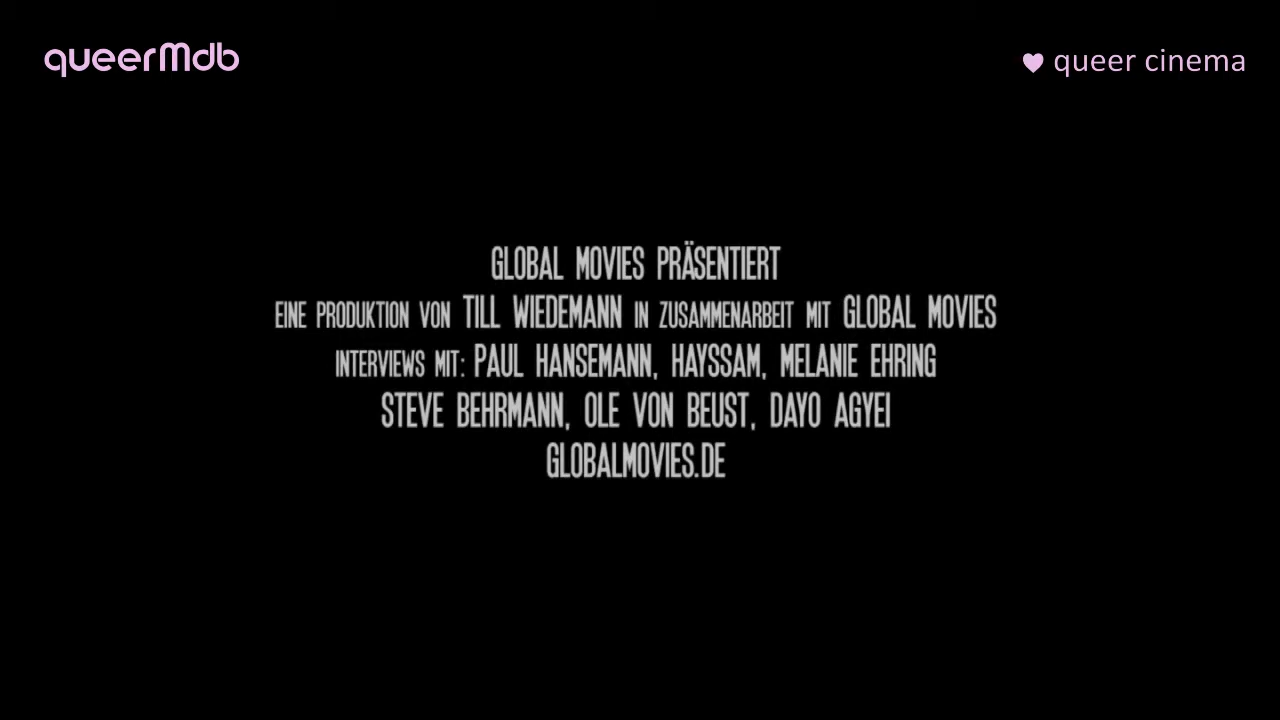 queerMdb
♥ queer cinema
GLOBAL MOVIES PRÄSENTIERT
EINE PRODUKTION VON TILL WIEDEMANN IN ZUSAMMENARBEIT MIT GLOBAL MOVIES
INTERVIEWS MIT: PAUL HANSEMANN, HAYSSAM, MELANIE EHRING
STEVE BEHRMANN, OLE VON BEUST, DAYO AGYEI
GLOBALMOVIES.DE